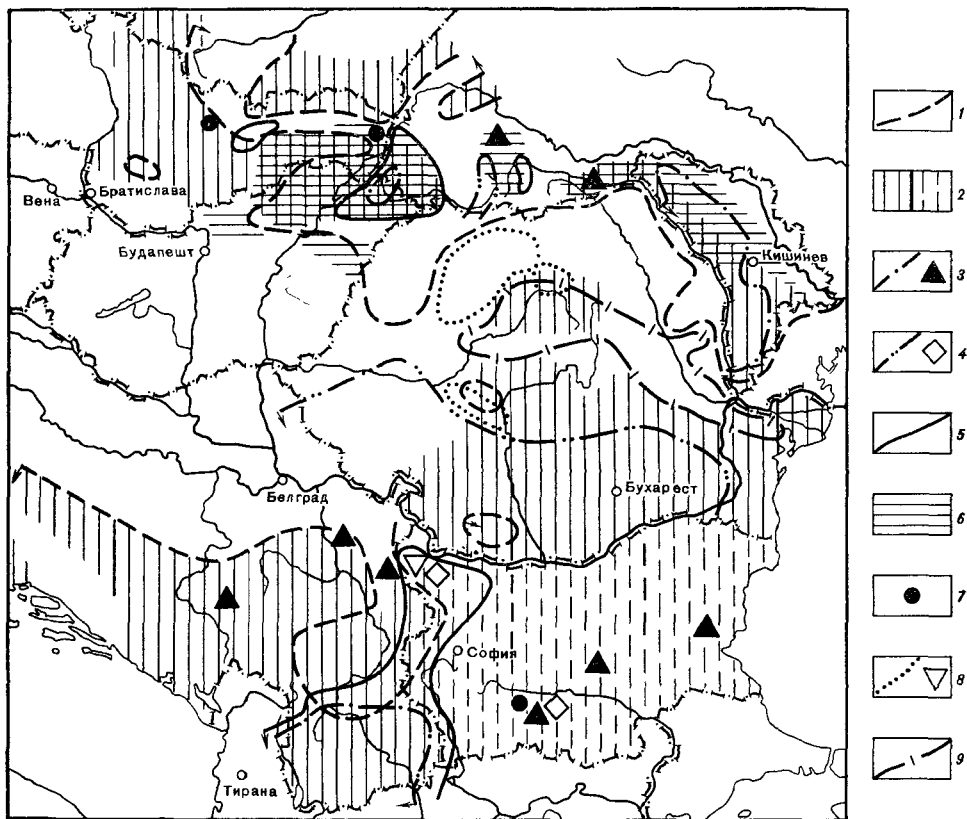 Вена
Братислава
Будапешт
Кишинев
Белград
Бухарест
София
Тирана
1
2
3
4
5
6
7
8
9